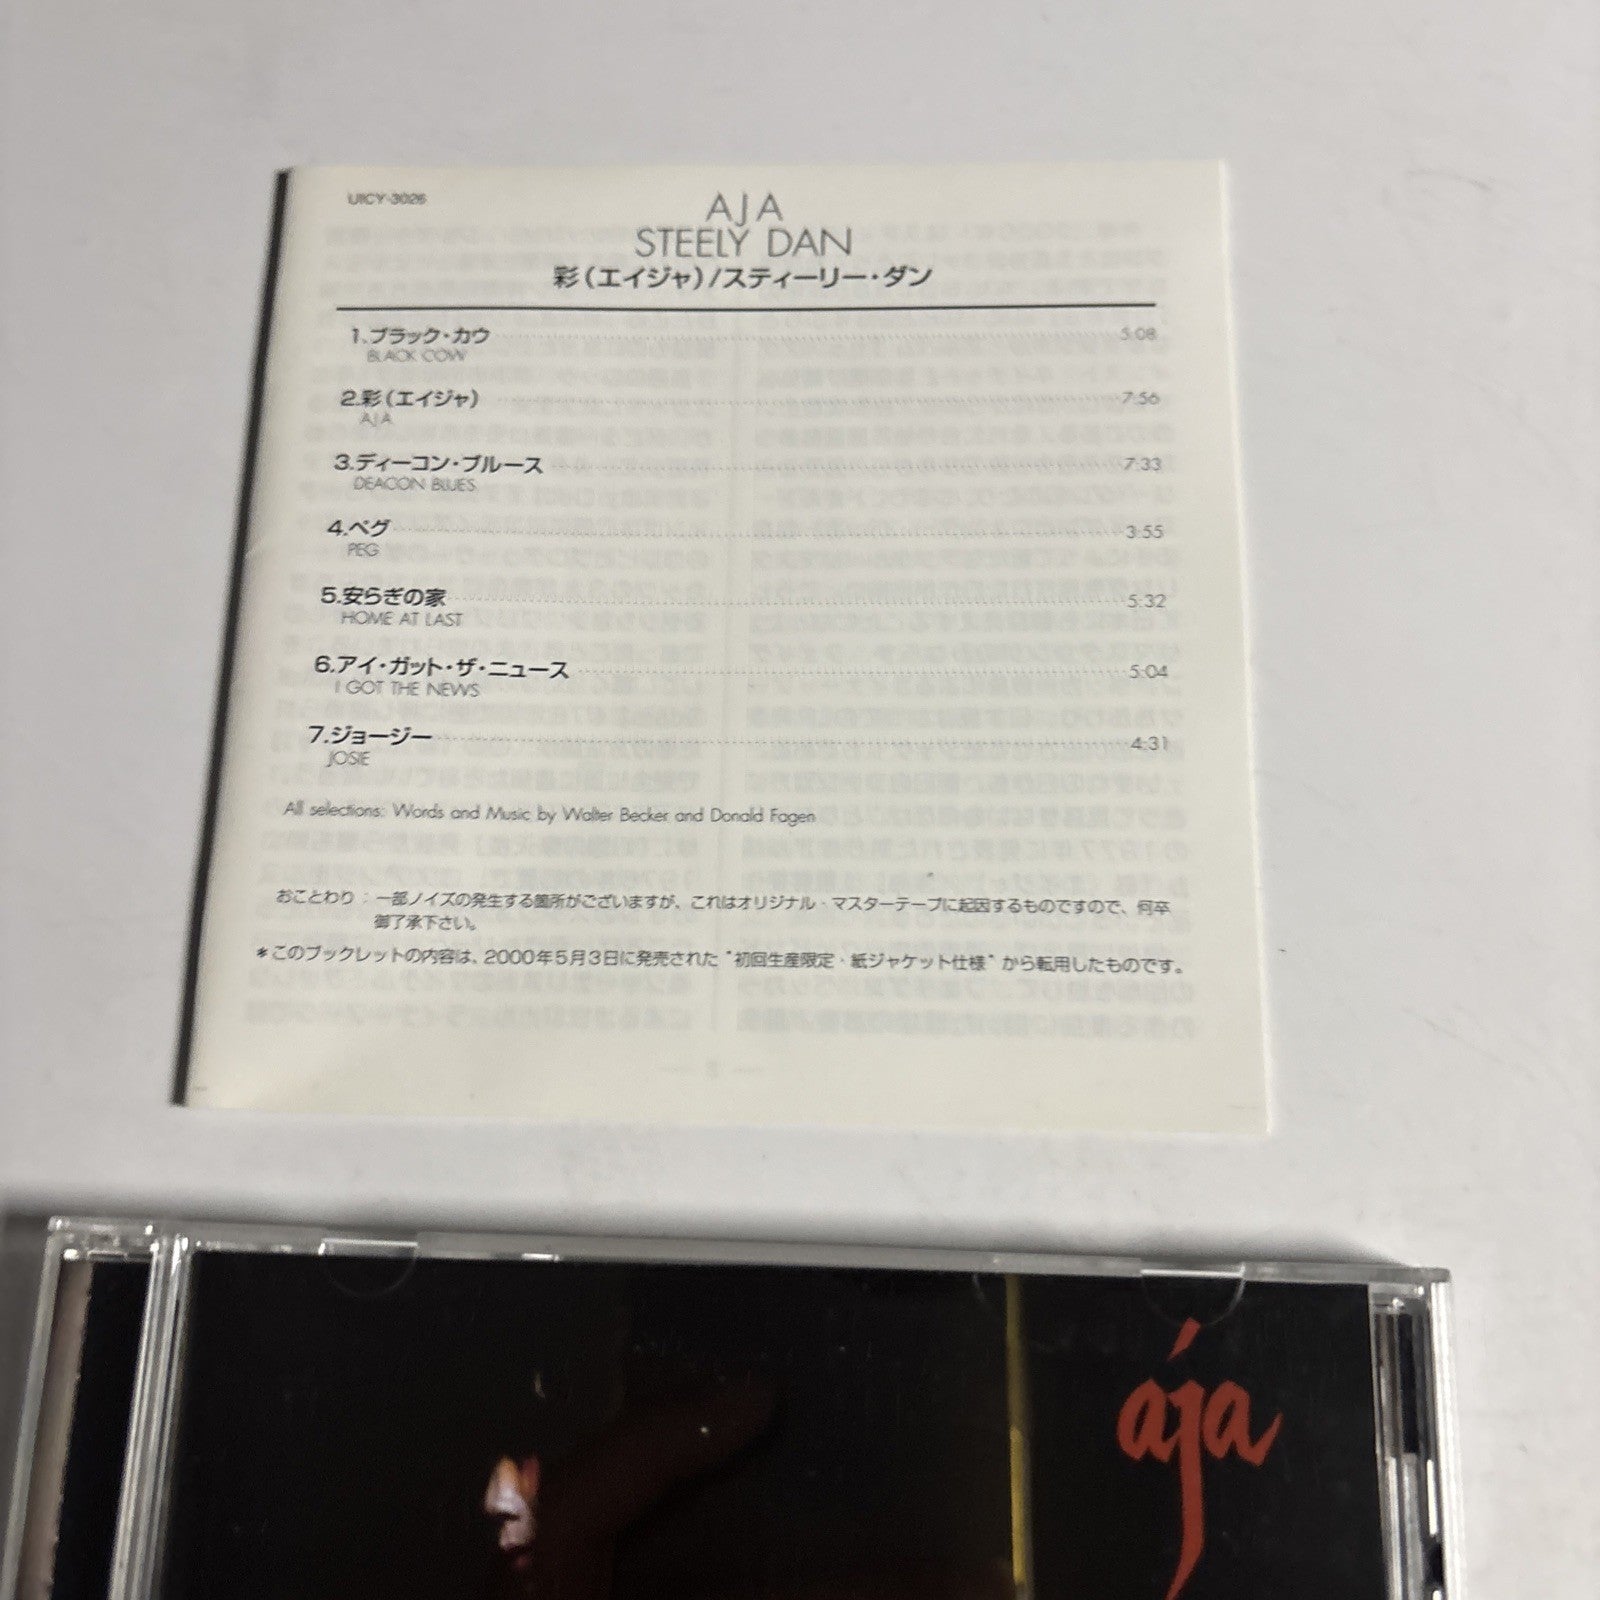 UICY-3026
AJA
STEELY DAN
彩(エイジャ)/スティーリー・ダン
1.ブラック・カウ 5:08
BLACK COW
2.彩(エイジャ) 7:56
AJA
3.ディーコン・ブルース 7:33
DEACON BLUES
4.ペグ 3:55
PEG
5.安らぎの家 5:32
HOME AT LAST
6.アイ・ガット・ザ・ニュース 5:04
I GOT THE NEWS
7.ジョージー 4:31
JOSIE
All selections: Words and Music by Walter Becker and Donald Fagen
おことわり:一部ノイズの発生する箇所がございますが、これはオリジナル・マスターテープに起因するものですので、何卒
御了承下さい。
*このブックレットの内容は、2000年5月3日に発売された"初回生産限定・紙ジャケット仕様"から転用したものです。
aja